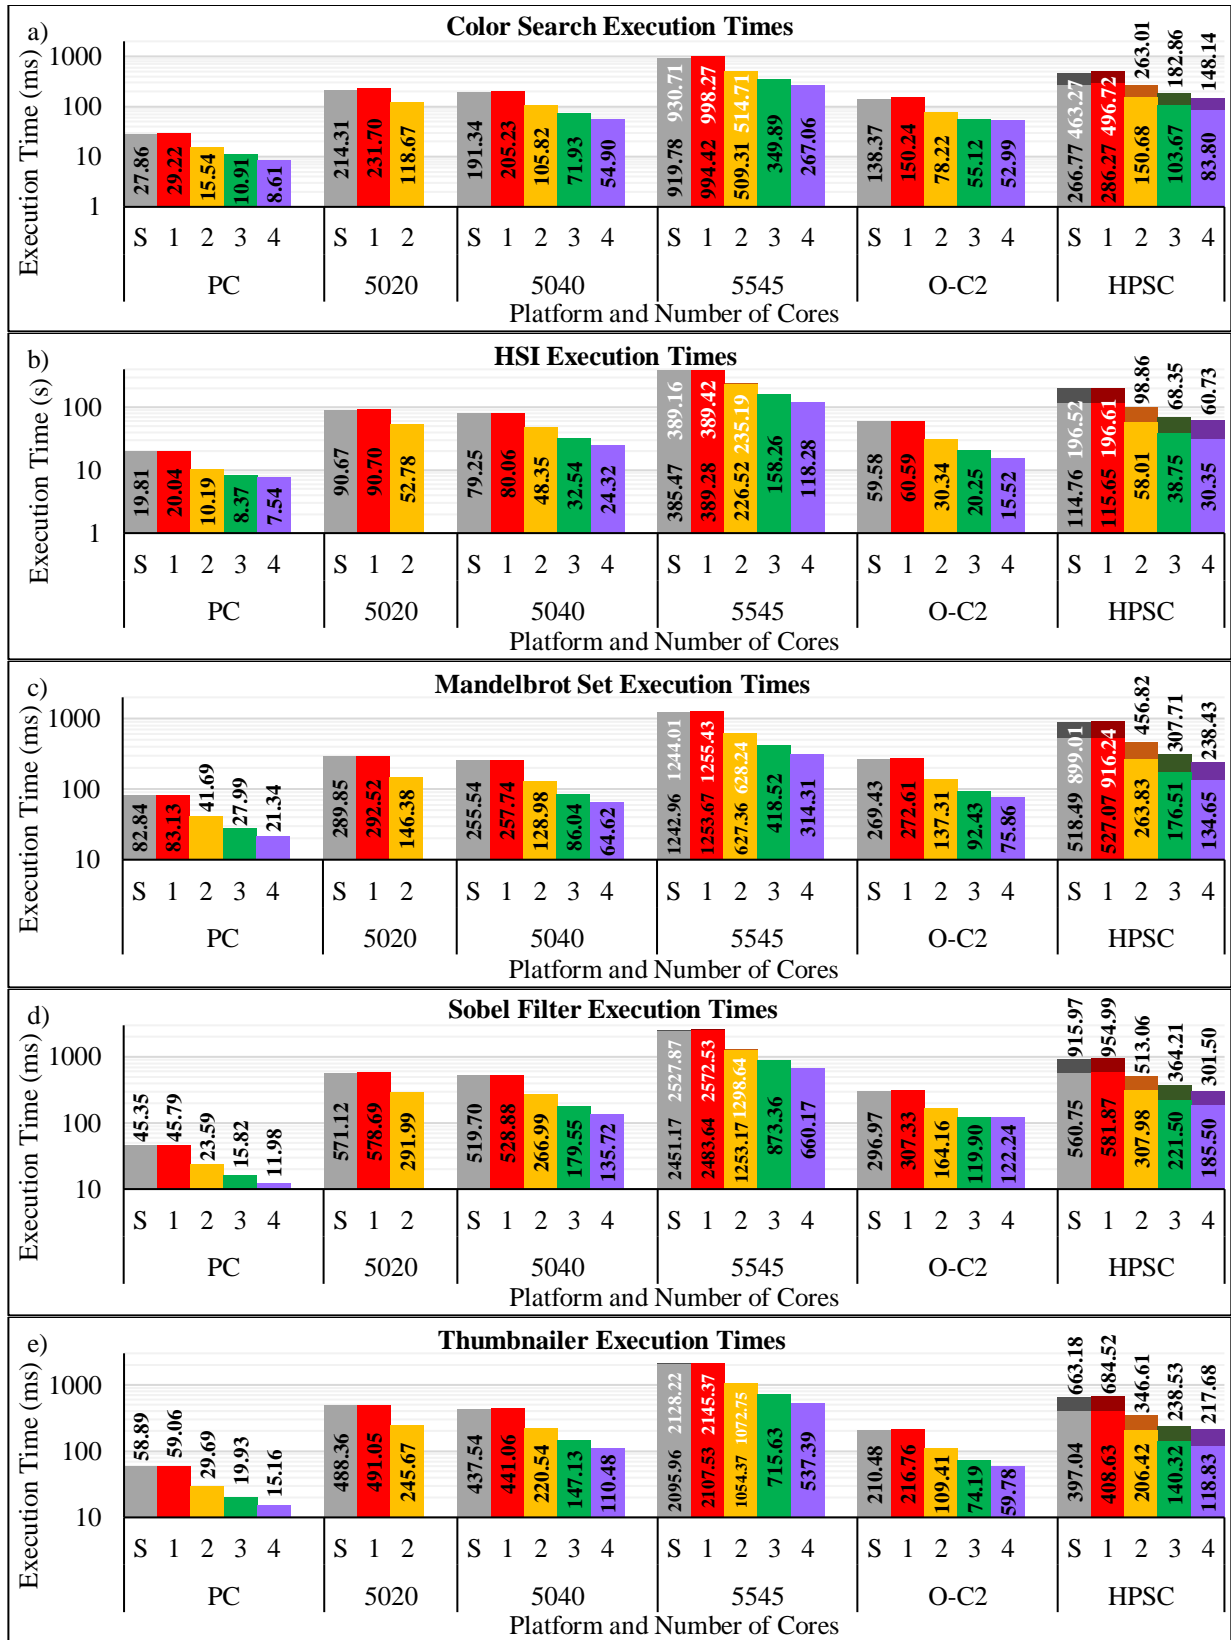 a) Color Search Execution Times
Execution Time (ms)
1000
100
10
1
27.86 29.22 15.54 10.91 8.61
214.31 231.70 118.67
191.34 205.23 105.82 71.93 54.90
919.78 930.71 994.42 998.27 509.31 514.71 349.89 267.06
138.37 150.24 78.22 55.12 52.99
266.77 463.27 286.27 496.72 150.68 263.01 103.67 182.86 83.80 148.14
S 1 2 3 4 S 1 2 S 1 2 3 4 S 1 2 3 4 S 1 2 3 4 S 1 2 3 4
PC 5020 5040 5545 O-C2 HPSC
Platform and Number of Cores
b) HSI Execution Times
Execution Time (s)
100
10
1
19.81 20.04 10.19 8.37 7.54
90.67 90.70 52.78
79.25 80.06 48.35 32.54 24.32
385.47 389.16 389.28 389.42 226.52 235.19 158.26 118.28
59.58 60.59 30.34 20.25 15.52
114.76 196.52 115.65 196.61 58.01 98.86 38.75 68.35 30.35 60.73
S 1 2 3 4 S 1 2 S 1 2 3 4 S 1 2 3 4 S 1 2 3 4 S 1 2 3 4
PC 5020 5040 5545 O-C2 HPSC
Platform and Number of Cores
c) Mandelbrot Set Execution Times
Execution Time (ms)
1000
100
10
82.84 83.13 41.69 27.99 21.34
289.85 292.52 146.38
255.54 257.74 128.98 86.04 64.62
1242.96 1244.01 1253.67 1255.43 627.36 628.24 418.52 314.31
269.43 272.61 137.31 92.43 75.86
518.49 899.01 527.07 916.24 263.83 456.82 176.51 307.71 134.65 238.43
S 1 2 3 4 S 1 2 S 1 2 3 4 S 1 2 3 4 S 1 2 3 4 S 1 2 3 4
PC 5020 5040 5545 O-C2 HPSC
Platform and Number of Cores
d) Sobel Filter Execution Times
Execution Time (ms)
1000
100
10
45.35 45.79 23.59 15.82 11.98
571.12 578.69 291.99
519.70 528.88 266.99 179.55 135.72
2451.17 2527.87 2483.64 2572.53 1253.17 1298.64 873.36 660.17
296.97 307.33 164.16 119.90 122.24
560.75 915.97 581.87 954.99 307.98 513.06 221.50 364.21 185.50 301.50
S 1 2 3 4 S 1 2 S 1 2 3 4 S 1 2 3 4 S 1 2 3 4 S 1 2 3 4
PC 5020 5040 5545 O-C2 HPSC
Platform and Number of Cores
e) Thumbnailer Execution Times
Execution Time (ms)
1000
100
10
58.89 59.06 29.69 19.93 15.16
488.36 491.05 245.67
437.54 441.06 220.54 147.13 110.48
2095.96 2128.22 2107.53 2145.37 1054.37 1072.75 715.63 537.39
210.48 216.76 109.41 74.19 59.78
397.04 663.18 408.63 684.52 206.42 346.61 140.32 238.53 118.83 217.68
S 1 2 3 4 S 1 2 S 1 2 3 4 S 1 2 3 4 S 1 2 3 4 S 1 2 3 4
PC 5020 5040 5545 O-C2 HPSC
Platform and Number of Cores